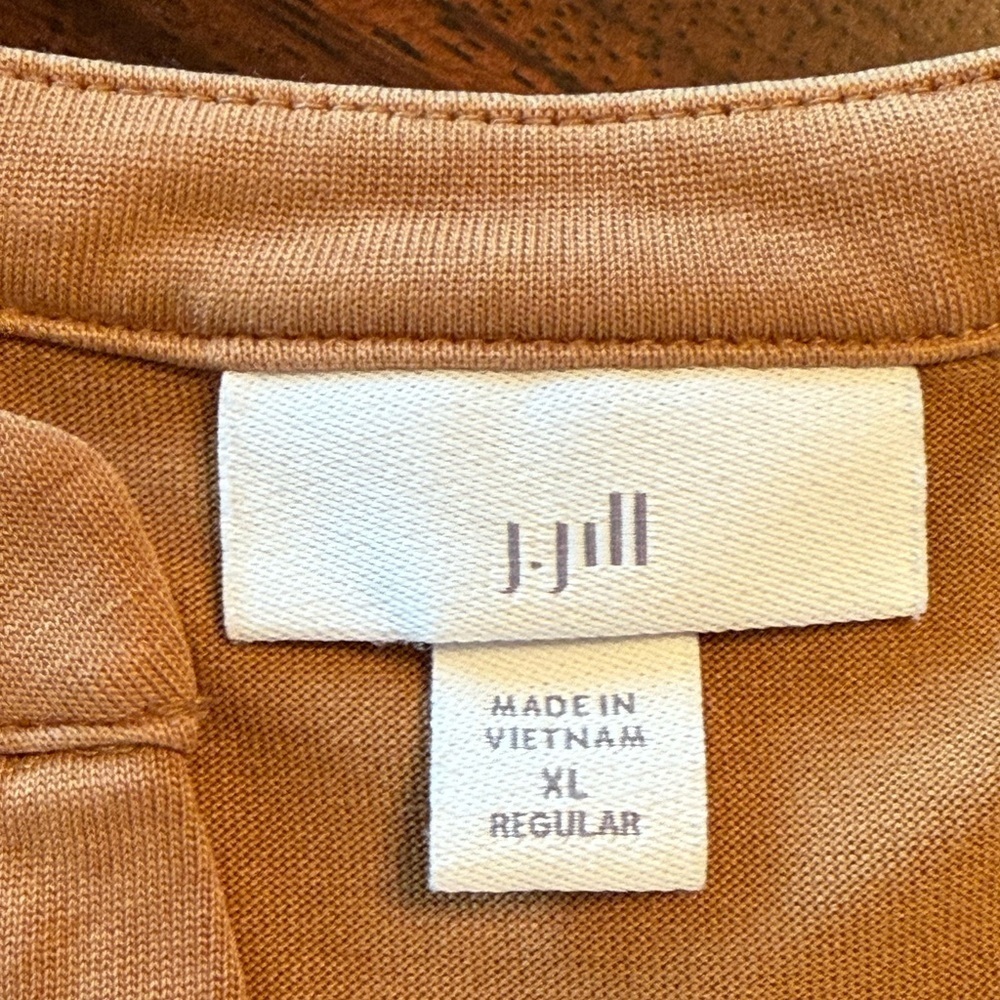 J.Jill
MADE IN
VIETNAM
XL
REGULAR